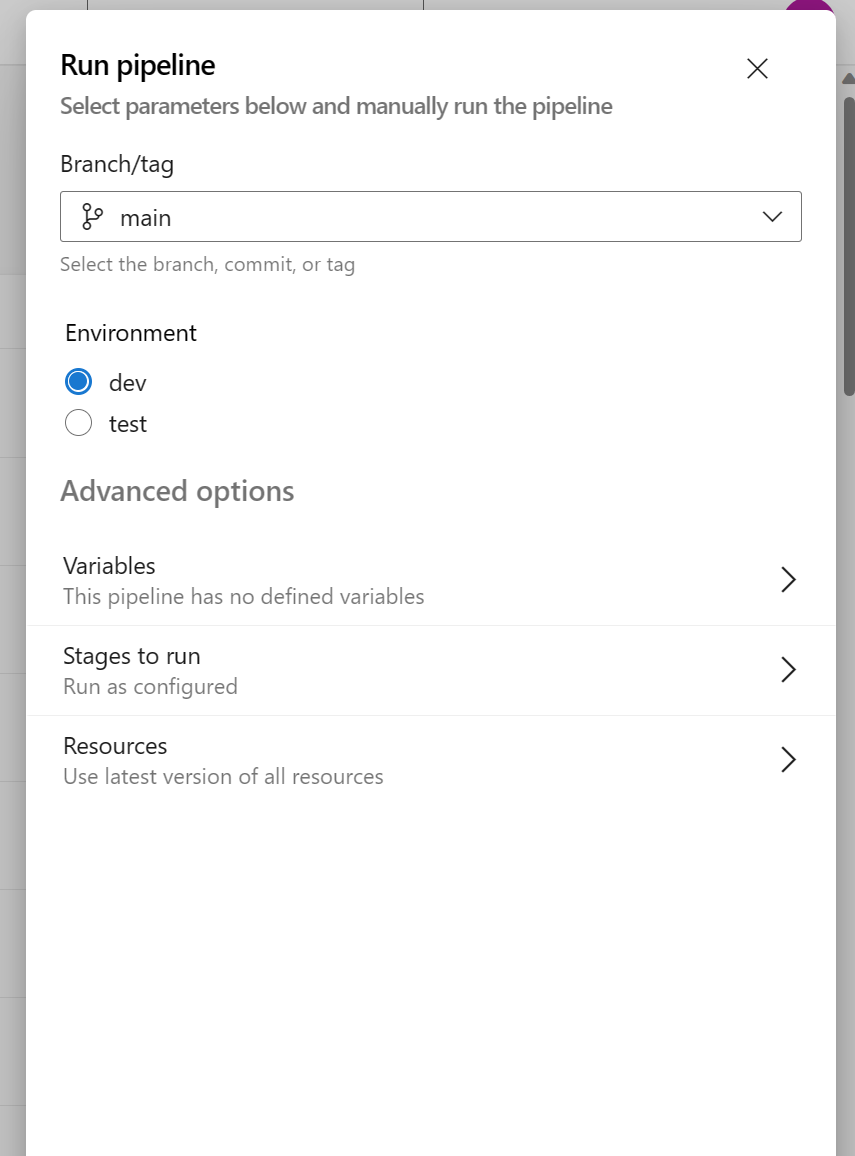 Run pipeline
Select parameters below and manually run the pipeline
Branch/tag
main
Select the branch, commit, or tag
Environment
dev
test
Advanced options
Variables
This pipeline has no defined variables
Stages to run
Run as configured
Resources
Use latest version of all resources